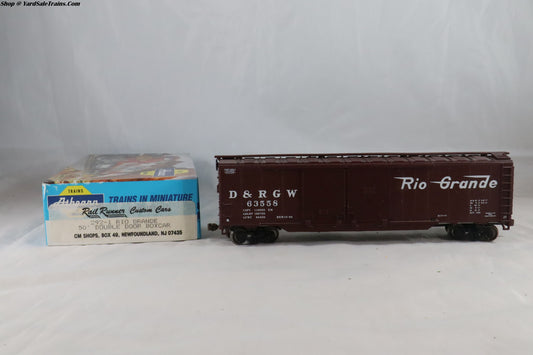 Shop @ YardSaleTrains.Com
TRAINS
Athearn TRAINS IN MINIATURE
Rail Runner Custom Cars
RIO GRANDE
50' DOUBLE DOOR BOXCAR
CM SHOPS, BOX 49, NEWFOUNDLAND, NJ 07435
D & R G W
63558
Rio Grande